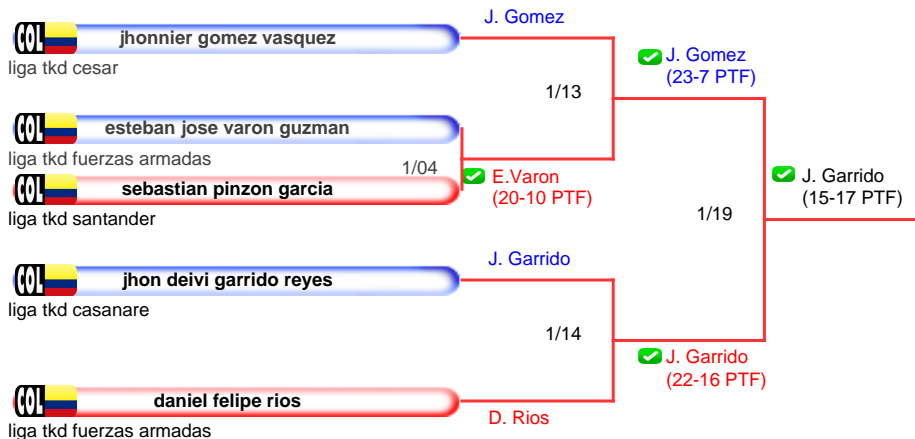 J. Gomez
COL jhonnier gomez vasquez
liga tkd cesar
J. Gomez
(23-7 PTF)
1/13
COL esteban jose varon guzman
liga tkd fuerzas armadas
1/04
E.Varon
(20-10 PTF)
COL sebastian pinzon garcia
liga tkd santander
J. Garrido
(15-17 PTF)
1/19
J. Garrido
COL jhon deivi garrido reyes
liga tkd casanare
1/14
J. Garrido
(22-16 PTF)
COL daniel felipe rios
D. Rios
liga tkd fuerzas armadas